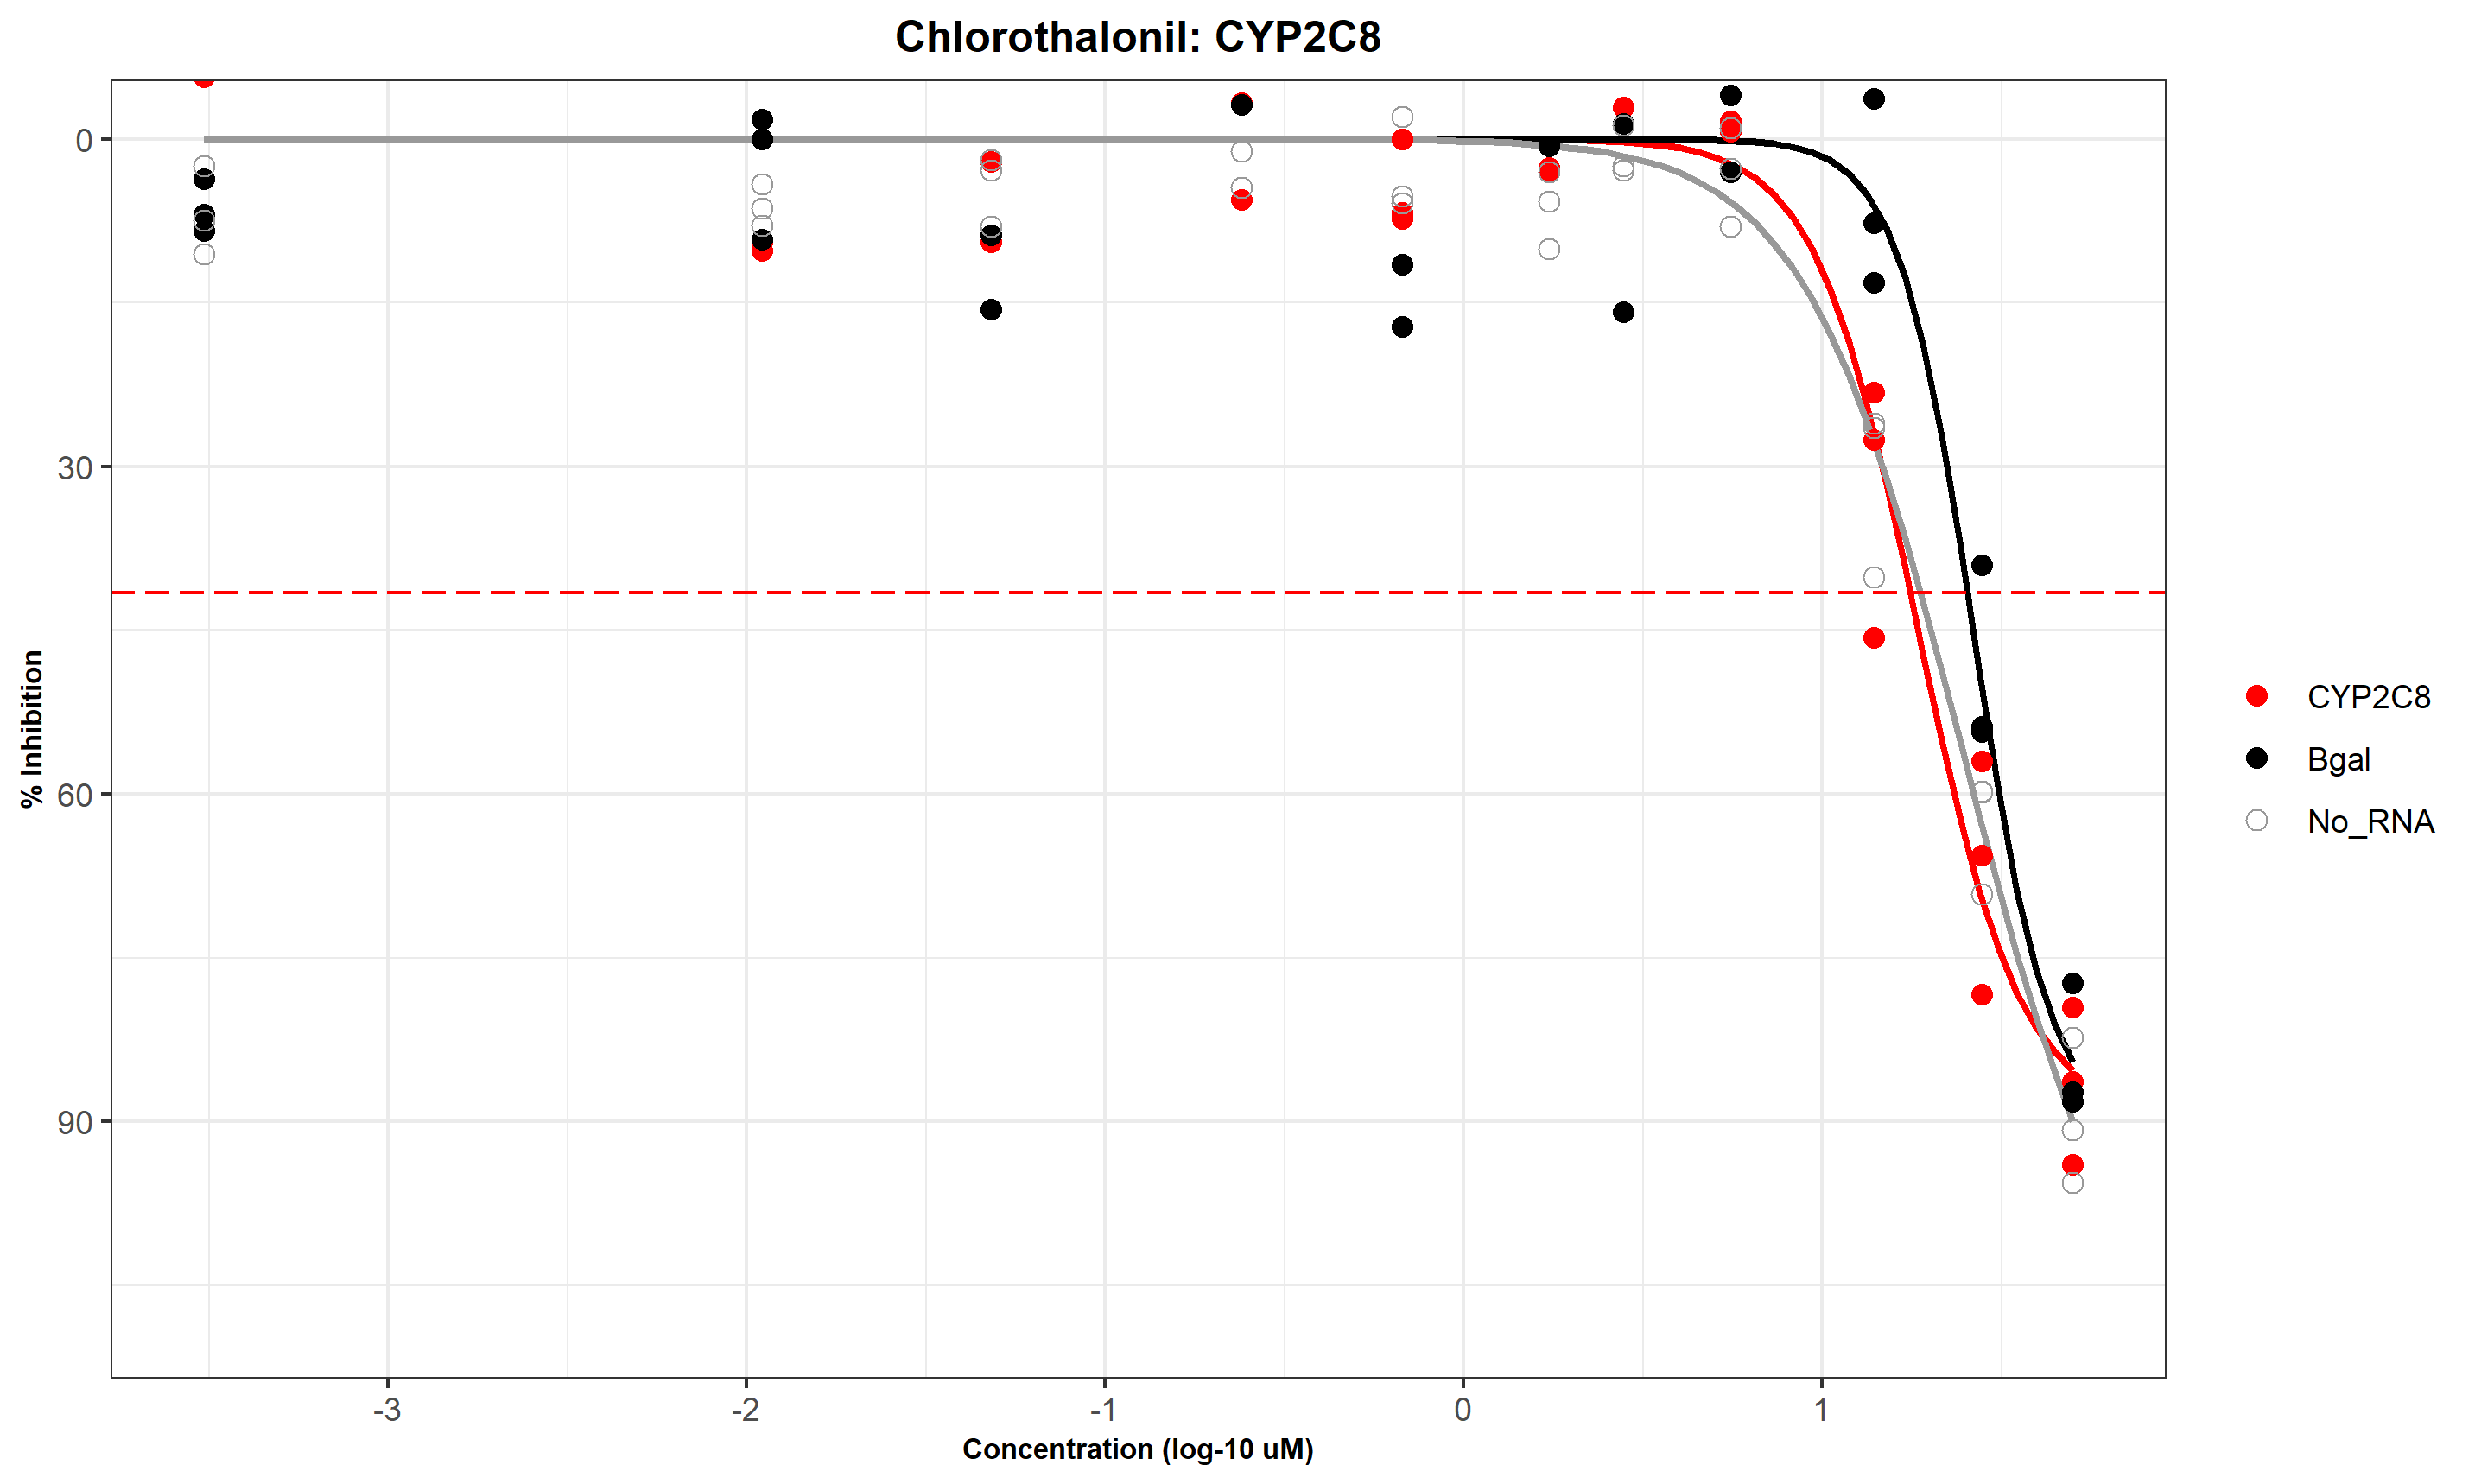 Chlorothalonil: CYP2C8
% Inhibition
0
30
60
90
-3
-2
-1
0
1
Concentration (log-10 uM)
CYP2C8
Bgal
No_RNA